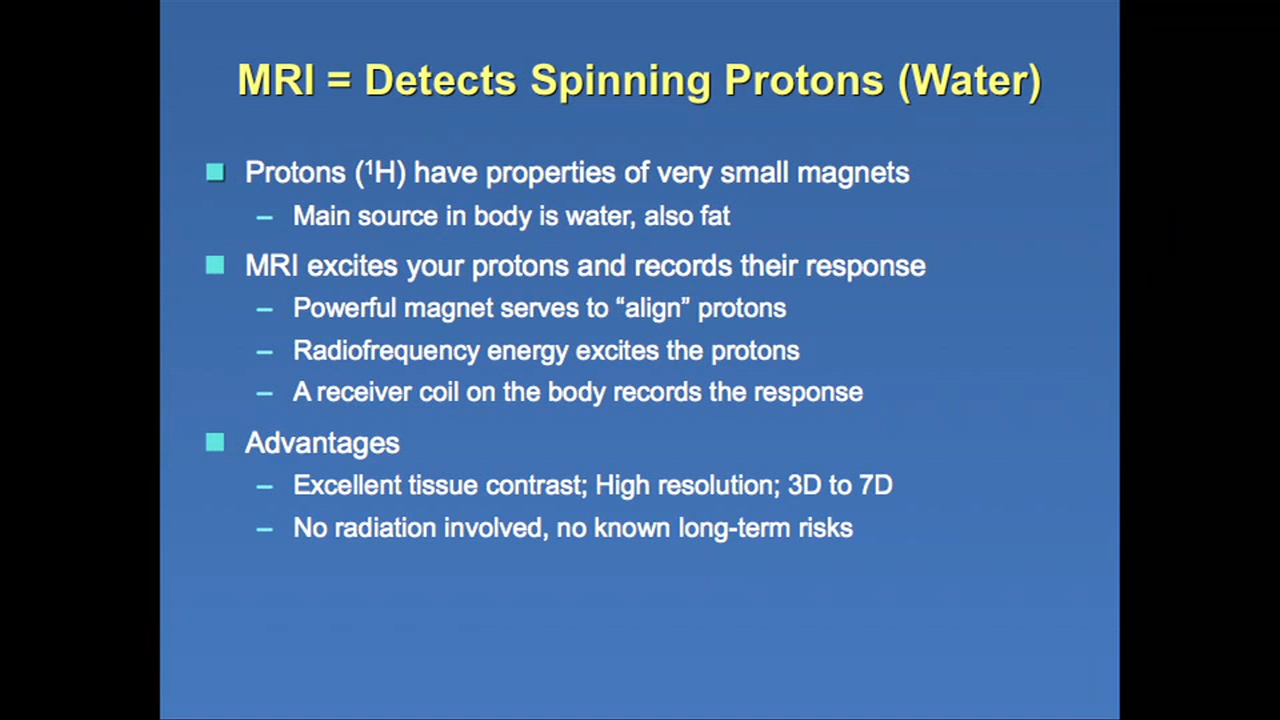 MRI = Detects Spinning Protons (Water)
Protons (¹H) have properties of very small magnets
– Main source in body is water, also fat
MRI excites your protons and records their response
– Powerful magnet serves to “align” protons
– Radiofrequency energy excites the protons
– A receiver coil on the body records the response
Advantages
– Excellent tissue contrast; High resolution; 3D to 7D
– No radiation involved, no known long-term risks